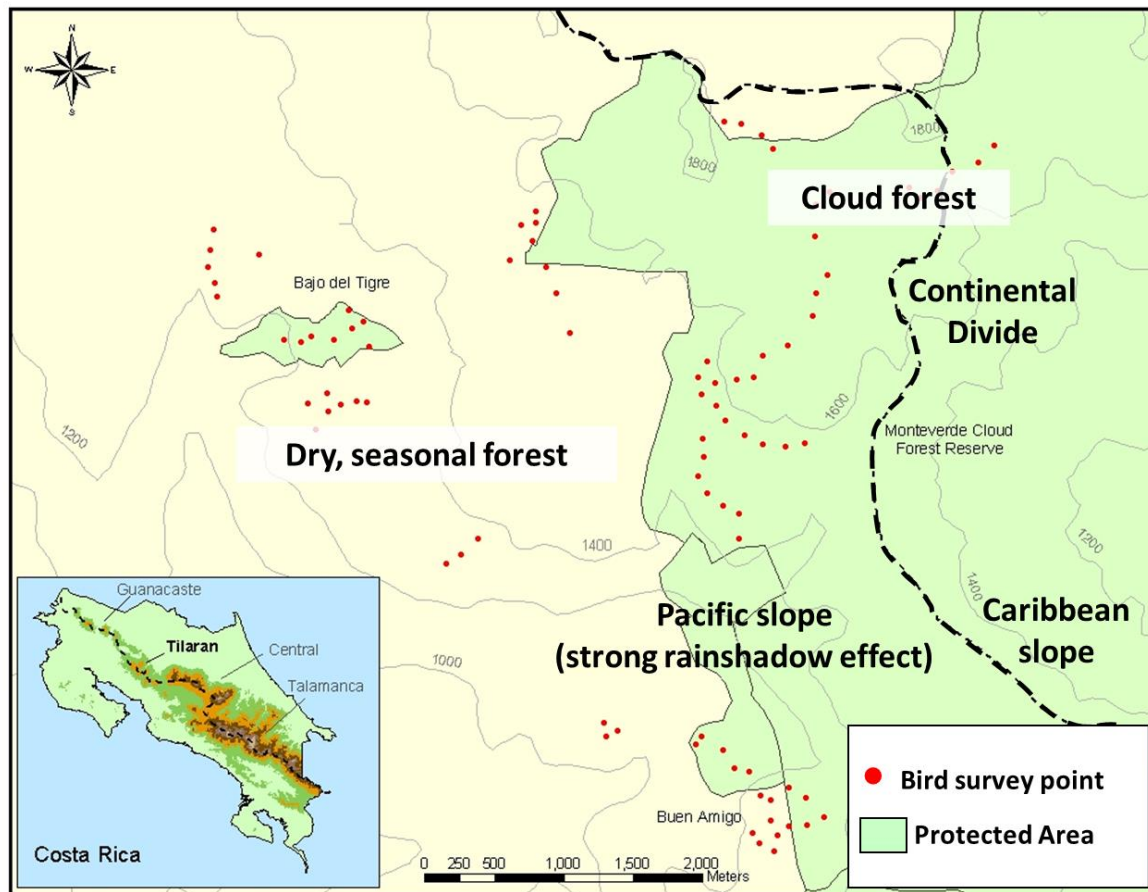 N
W
E
S
1800
1800
Cloud forest
Bajo del Tigre
Continental
Divide
1200
1600
Monteverde Cloud
Forest Reserve
Dry, seasonal forest
1400
1200
1400
Guanacaste
Tilaran
Central
Talamanca
Costa Rica
Pacific slope
(strong rainshadow effect)
Caribbean
slope
1000
Buen Amigo
0 250 500 1,000 1,500 2,000
Meters
Bird survey point
Protected Area